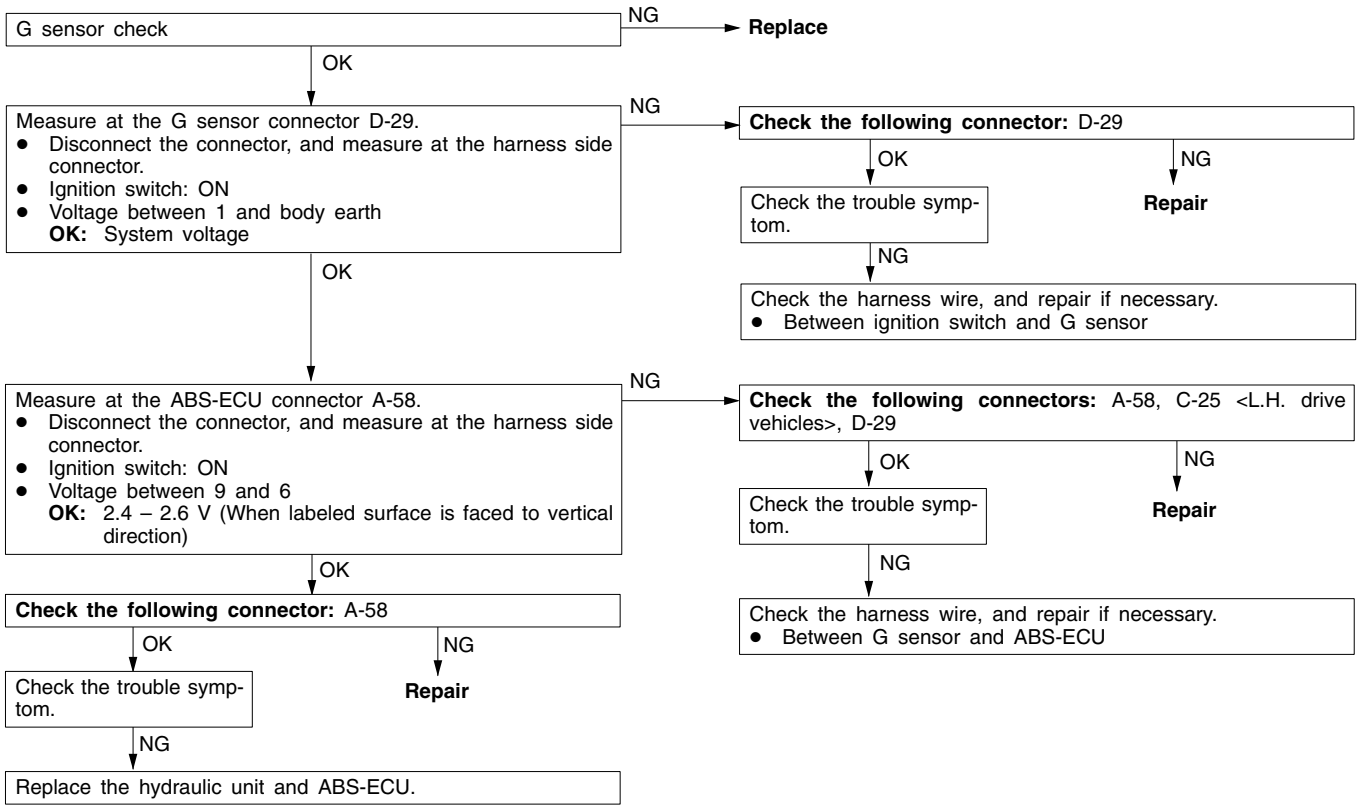 G sensor check
NG
Replace
OK
Measure at the G sensor connector D-29.
● Disconnect the connector, and measure at the harness side
connector.
● Ignition switch: ON
● Voltage between 1 and body earth
OK: System voltage
NG
Check the following connector: D-29
OK
NG
Check the trouble symp-
tom.
Repair
NG
Check the harness wire, and repair if necessary.
● Between ignition switch and G sensor
OK
Measure at the ABS-ECU connector A-58.
● Disconnect the connector, and measure at the harness side
connector.
● Ignition switch: ON
● Voltage between 9 and 6
OK: 2.4 – 2.6 V (When labeled surface is faced to vertical
direction)
NG
Check the following connectors: A-58, C-25 <L.H. drive
vehicles>, D-29
OK
NG
Check the trouble symp-
tom.
Repair
NG
Check the harness wire, and repair if necessary.
● Between G sensor and ABS-ECU
OK
Check the following connector: A-58
OK
NG
Check the trouble symp-
tom.
Repair
NG
Replace the hydraulic unit and ABS-ECU.